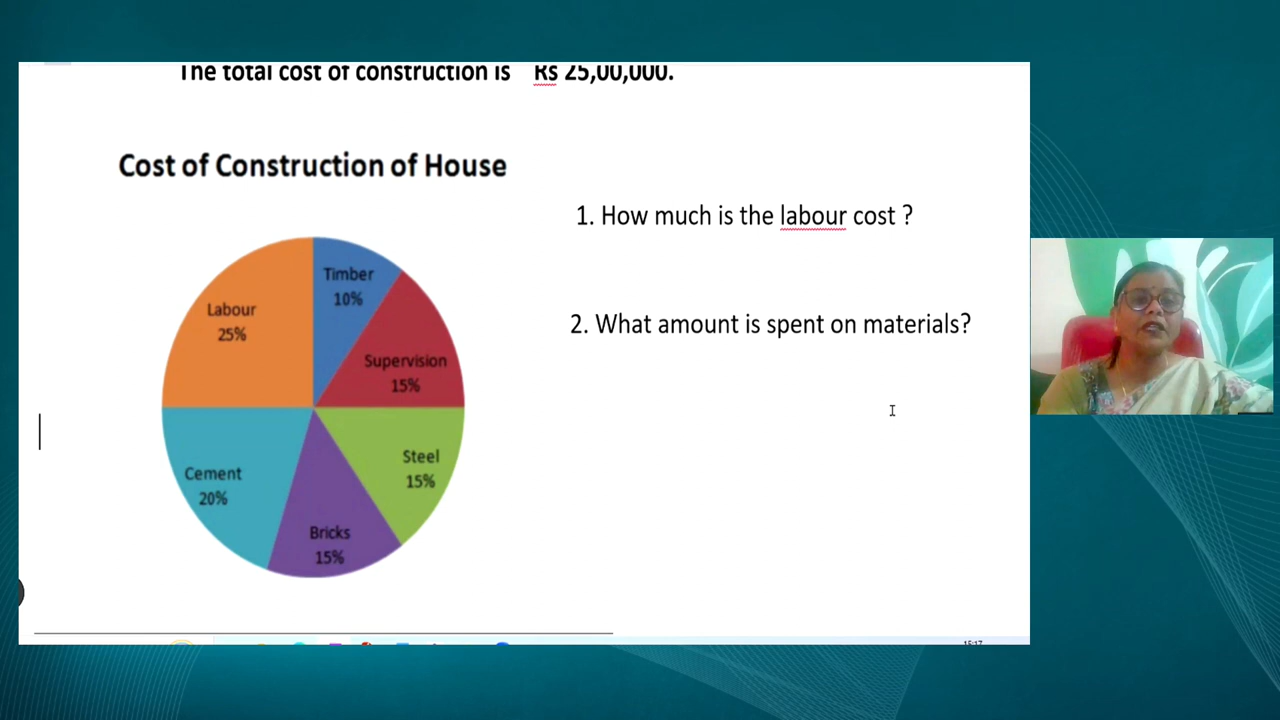 The total cost of construction is Rs 25,00,000.
Cost of Construction of House
1. How much is the labour cost ?
2. What amount is spent on materials?
Timber
10%
Labour
25%
Supervision
15%
Steel
15%
Cement
20%
Bricks
15%
15:17